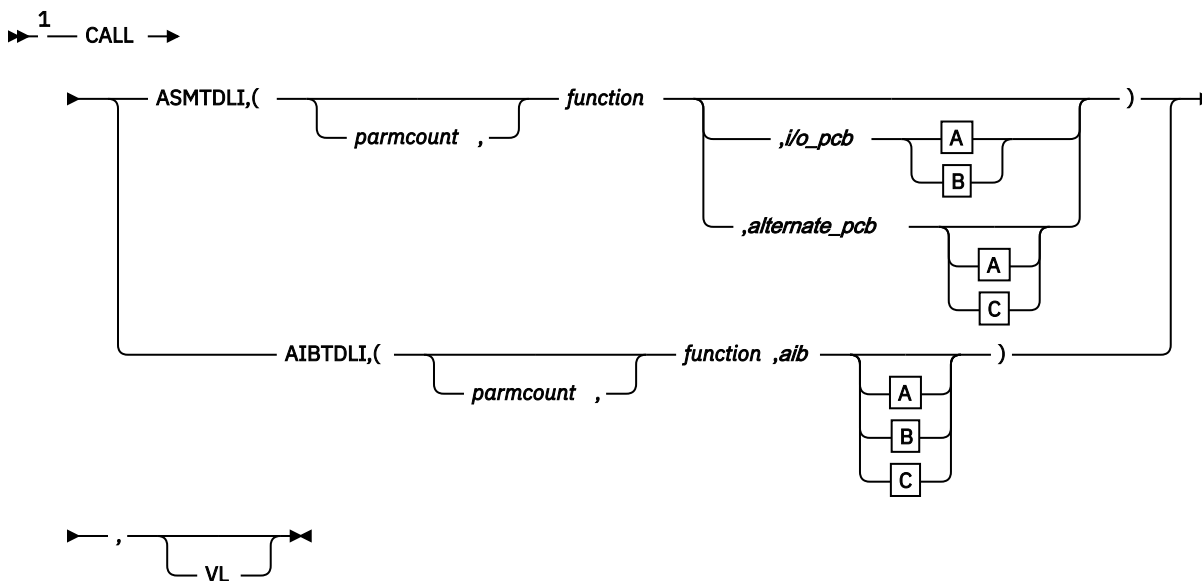 1
CALL
ASMTDLI,( parmcount , function )
,i/o_pcb A
B
,alternate_pcb A
C
AIBTDLI,( parmcount , function ,aib )
A
B
C
, VL